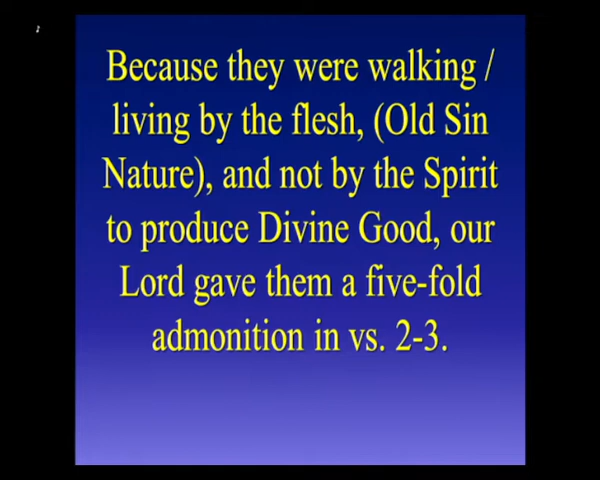 Because they were walking /
living by the flesh, (Old Sin
Nature), and not by the Spirit
to produce Divine Good, our
Lord gave them a five-fold
admonition in vs. 2-3.